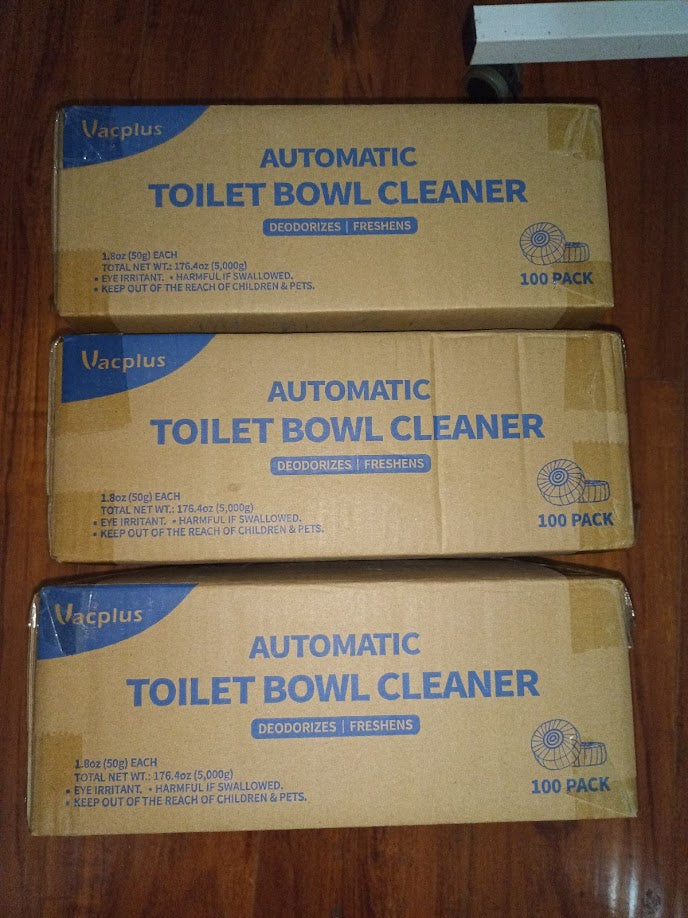 Vacplus
AUTOMATIC
TOILET BOWL CLEANER
DEODORIZES | FRESHENS
1.8oz (50g) EACH
TOTAL NET WT.: 176.4oz (5,000g)
• EYE IRRITANT. • HARMFUL IF SWALLOWED.
• KEEP OUT OF THE REACH OF CHILDREN & PETS.
100 PACK
Vacplus
AUTOMATIC
TOILET BOWL CLEANER
DEODORIZES | FRESHENS
1.8oz (50g) EACH
TOTAL NET WT.: 176.4oz (5,000g)
• EYE IRRITANT. • HARMFUL IF SWALLOWED.
• KEEP OUT OF THE REACH OF CHILDREN & PETS.
100 PACK
Vacplus
AUTOMATIC
TOILET BOWL CLEANER
DEODORIZES | FRESHENS
1.8oz (50g) EACH
TOTAL NET WT.: 176.4oz (5,000g)
• EYE IRRITANT. • HARMFUL IF SWALLOWED.
• KEEP OUT OF THE REACH OF CHILDREN & PETS.
100 PACK